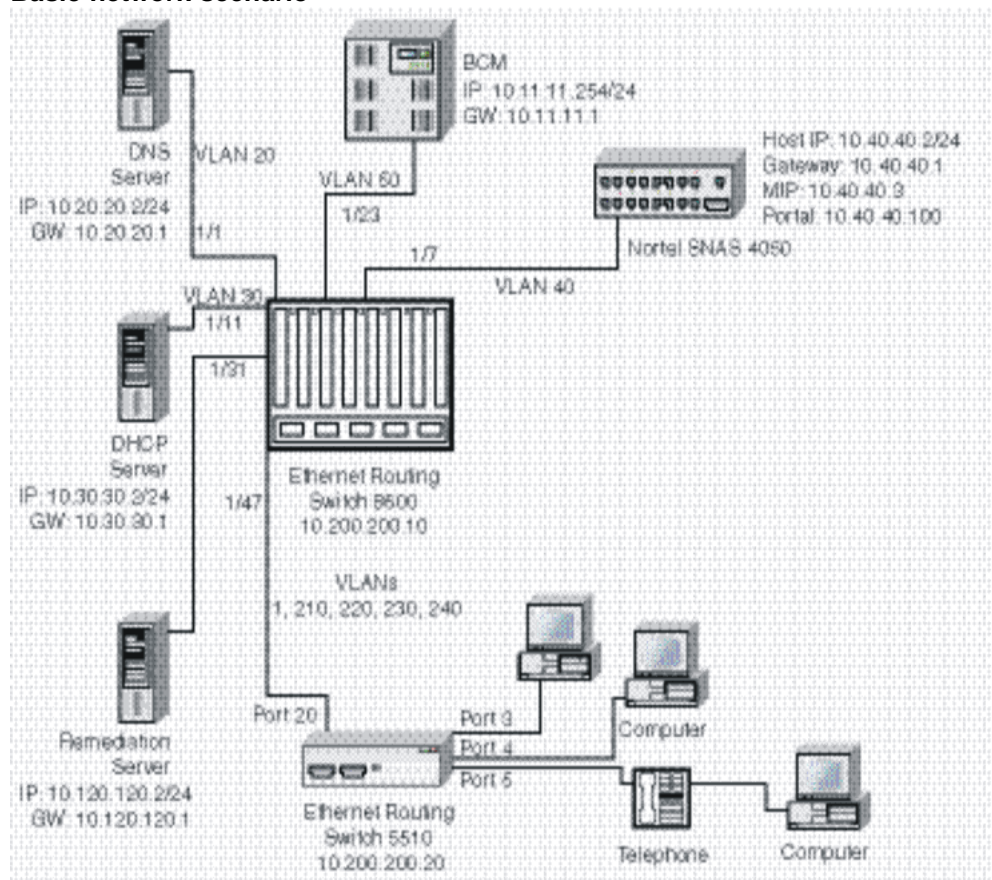 Basic network scenario
BCM
IP: 10.11.11.254/24
GW: 10.11.11.1
DNS
Server
IP: 10.20.20.2/24
GW: 10.20.20.1
VLAN 20
1/1
VLAN 60
1/23
Host IP: 10.40.40.2/24
Gateway: 10.40.40.1
MIP: 10.40.40.3
Portal: 10.40.40.100
Nortel SNAS 4050
1/7
VLAN 40
VLAN 30
1/11
1/31
DHCP
Server
IP: 10.30.30.2/24
GW: 10.30.30.1
Ethernet Routing
Switch 8600
10.200.200.10
1/47
VLANs
1, 210, 220, 230, 240
Remediation
Server
IP: 10.120.120.2/24
GW: 10.120.120.1
Port 20
Port 3
Port 4
Port 5
Computer
Ethernet Routing
Switch 5510
10.200.200.20
Telephone
Computer